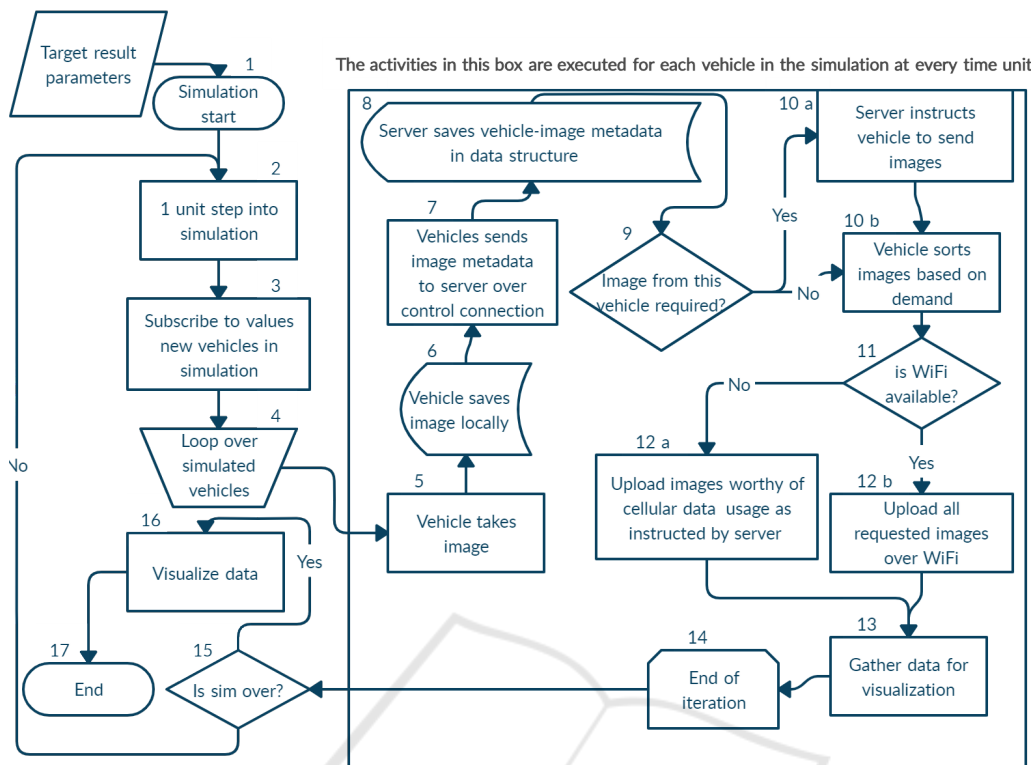 Target result
parameters
1
Simulation
start
2
1 unit step into
simulation
3
Subscribe to values
new vehicles in
simulation
4
Loop over
simulated
vehicles
No
16
Visualize data
Yes
17
End
15
Is sim over?
The activities in this box are executed for each vehicle in the simulation at every time unit
8
Server saves vehicle-image metadata
in data structure
7
Vehicles sends
image metadata
to server over
control connection
6
Vehicle saves
image locally
5
Vehicle takes
image
9
Image from this
vehicle required?
Yes
No
10 a
Server instructs
vehicle to send
images
10 b
Vehicle sorts
images based on
demand
11
is WiFi
available?
No
Yes
12 a
Upload images worthy of
cellular data usage as
instructed by server
12 b
Upload all
requested images
over WiFi
13
Gather data for
visualization
14
End of
iteration